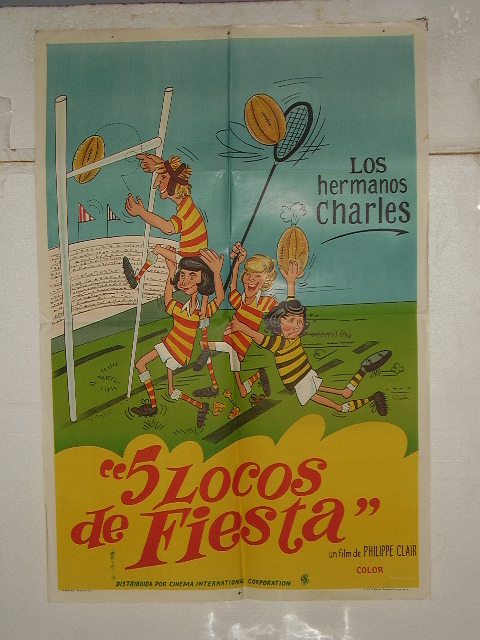 LOS
hermanos
charles
"5 LOCOS
de Fiesta"
un film de PHILIPPE CLAIR
COLOR
DISTRIBUIDA POR CINEMA INTERNATIONAL CORPORATION